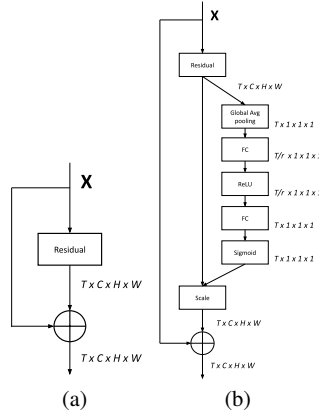 X
Residual
T x C x H x W
T x C x H x W
(a)
X
Residual
T x C x H x W
Global Avg
pooling
T x 1 x 1 x 1
FC
T/r x 1 x 1 x
ReLU
T/r x 1 x 1 x
FC
T x 1 x 1 x 1
Sigmoid
T x 1 x 1 x 1
Scale
T x C x H x W
T x C x H x W
(b)